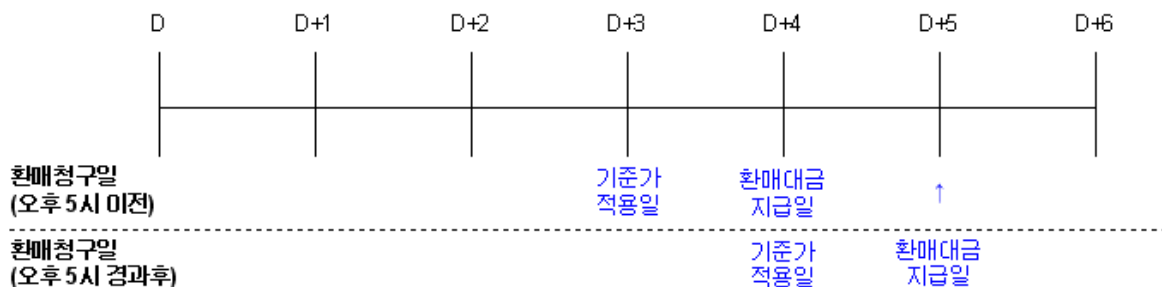 D D+1 D+2 D+3 D+4 D+5 D+6
환매청구일 기준가 환매대금 ↑
(오후 5시 이전) 적용일 지급일
환매청구일 기준가 환매대금
(오후 5시 경과후) 적용일 지급일